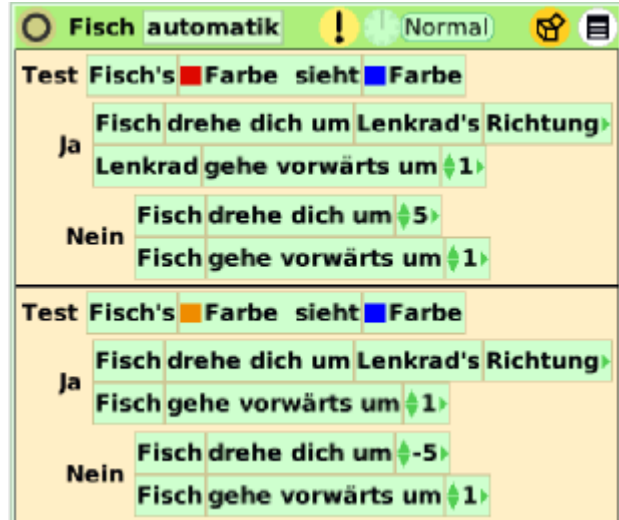 Fisch automatik ! Normal
Test Fisch's Farbe sieht Farbe
Ja
Fisch drehe dich um Lenkrad's Richtung
Lenkrad gehe vorwärts um 1
Nein
Fisch drehe dich um 5
Fisch gehe vorwärts um 1
Test Fisch's Farbe sieht Farbe
Ja
Fisch drehe dich um Lenkrad's Richtung
Fisch gehe vorwärts um 1
Nein
Fisch drehe dich um -5
Fisch gehe vorwärts um 1